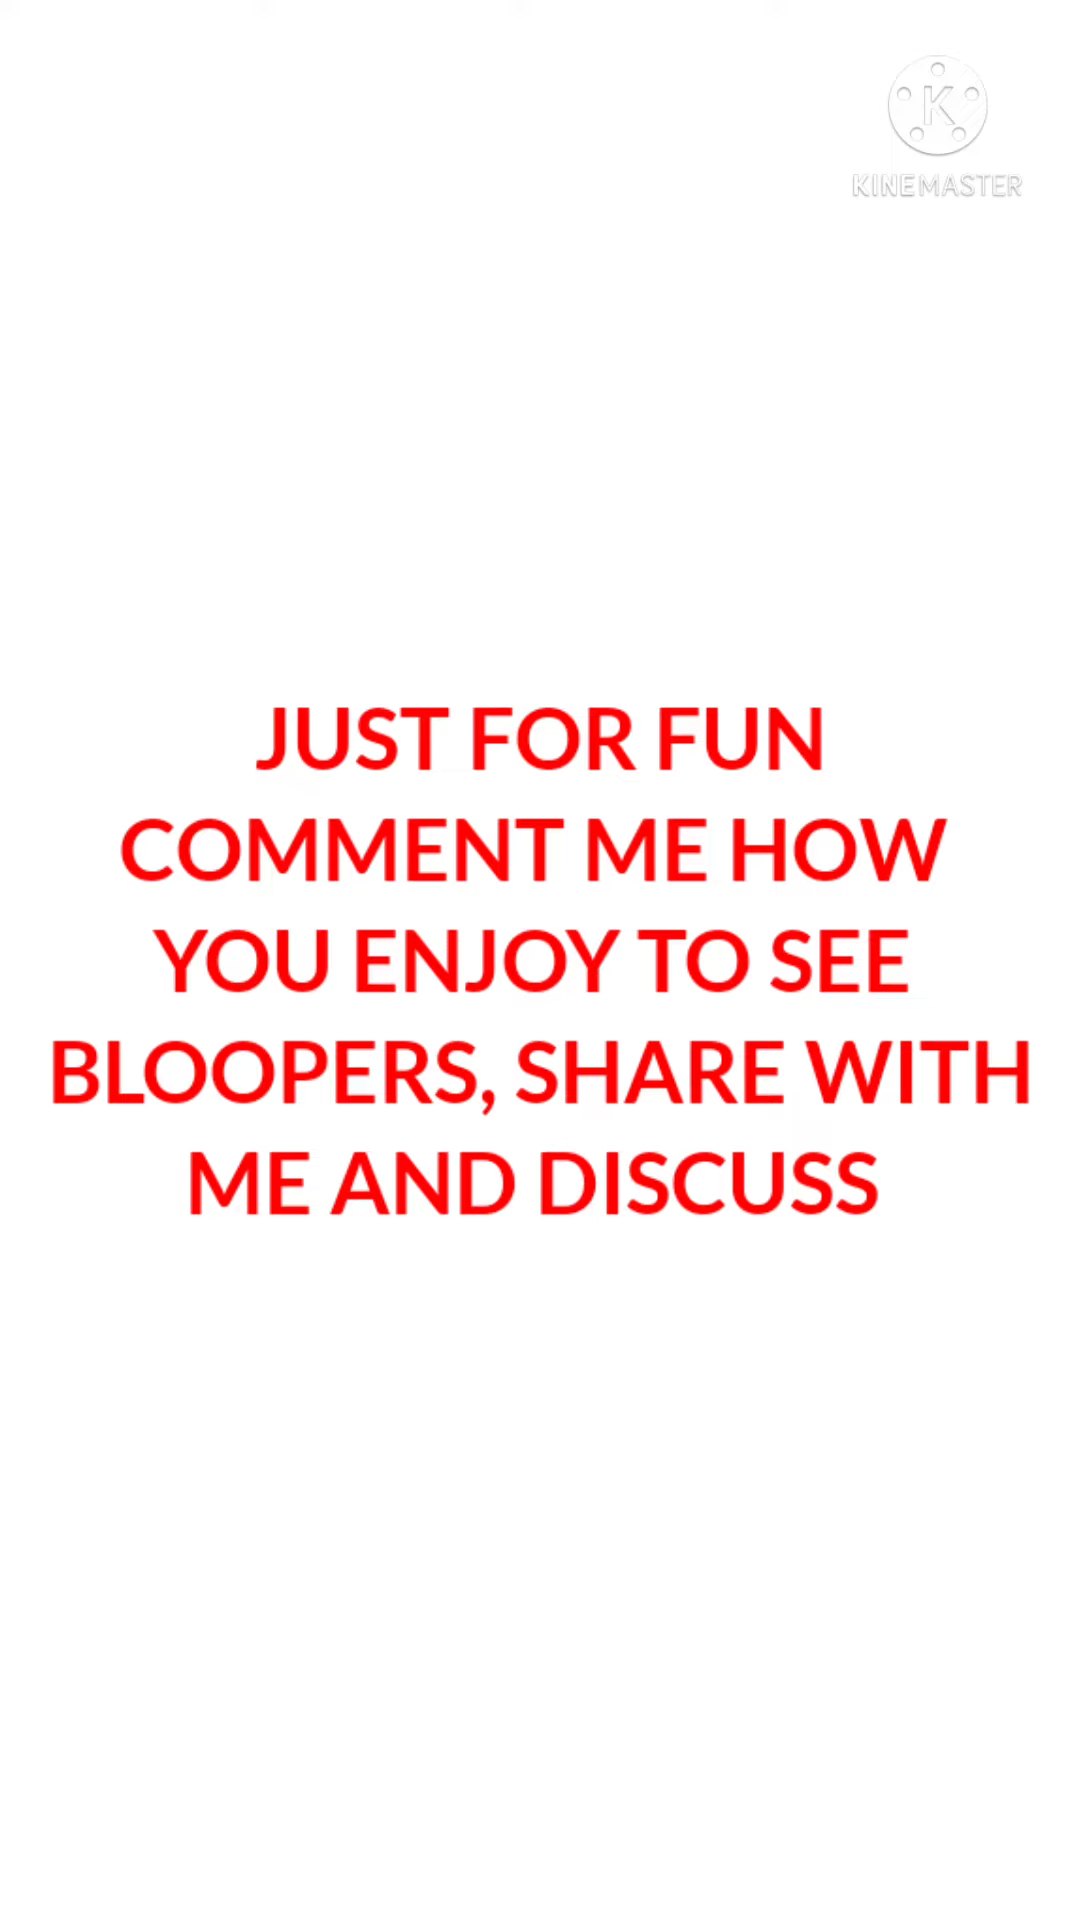 K
KINEMASTER
JUST FOR FUN
COMMENT ME HOW
YOU ENJOY TO SEE
BLOOPERS, SHARE WITH
ME AND DISCUSS